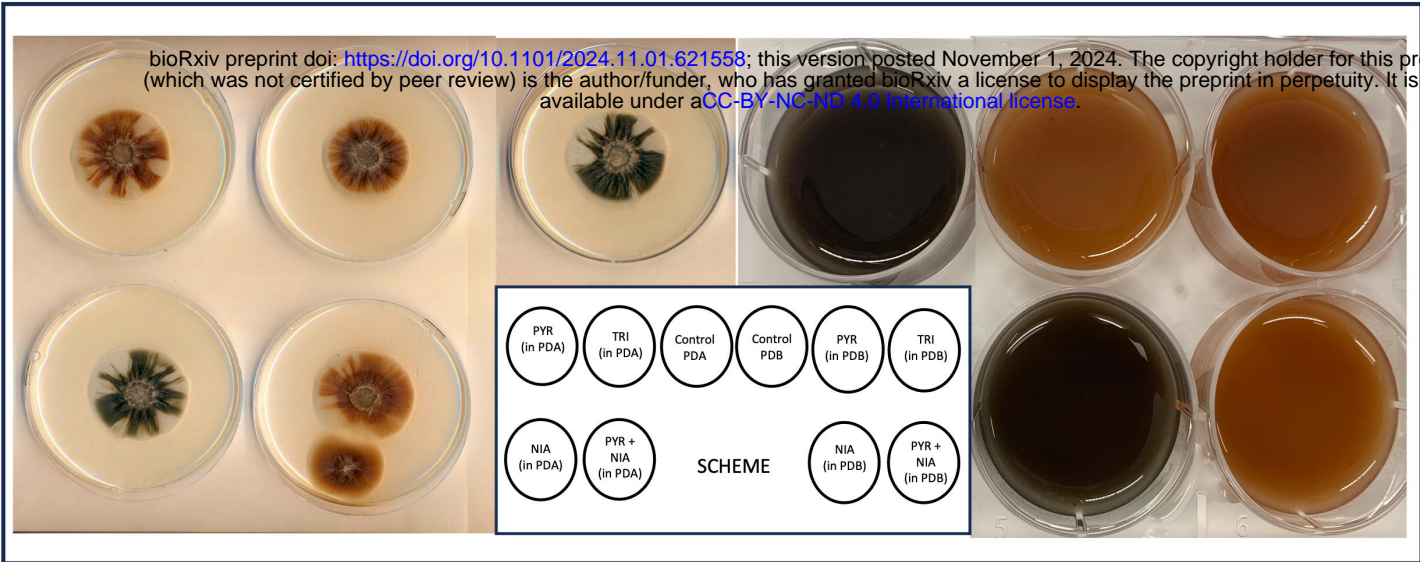 bioRxiv preprint doi: https://doi.org/10.1101/2024.11.01.621558; this version posted November 1, 2024. The copyright holder for this
(which was not certified by peer review) is the author/funder, who has granted bioRxiv a license to display the preprint in perpetuity. It is
available under aCC-BY-NC-ND 4.0 International license.
PYR
(in PDA)
TRI
(in PDA)
Control
PDA
Control
PDB
PYR
(in PDB)
TRI
(in PDB)
NIA
(in PDA)
PYR +
NIA
(in PDA)
SCHEME
NIA
(in PDB)
PYR +
NIA
(in PDB)
5
6